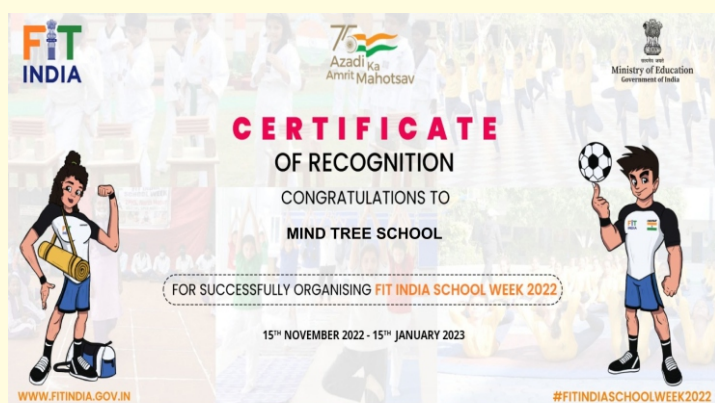 FIT
INDIA
75
Azadi Ka
Amrit Mahotsav
Ministry of Education
Government of India
CERTIFICATE
OF RECOGNITION
CONGRATULATIONS TO
MIND TREE SCHOOL
FOR SUCCESSFULLY ORGANISING FIT INDIA SCHOOL WEEK 2022
15TH NOVEMBER 2022 - 15TH JANUARY 2023
WWW.FITINDIA.GOV.IN
#FITINDIASCHOOLWEEK2022